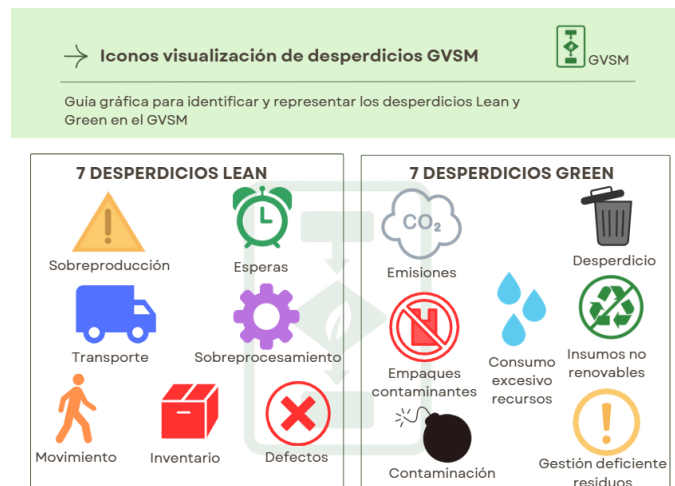 Iconos visualización de desperdicios GVSM
GVSM
Guía gráfica para identificar y representar los desperdicios Lean y
Green en el GVSM
7 DESPERDICIOS LEAN
Sobreproducción
Esperas
Transporte
Sobreprocesamiento
Movimiento
Inventario
Defectos
7 DESPERDICIOS GREEN
CO₂
Emisiones
Desperdicio
Empaques
contaminantes
Consumo
excesivo
recursos
Insumos no
renovables
Contaminación
Gestión deficiente
residuos